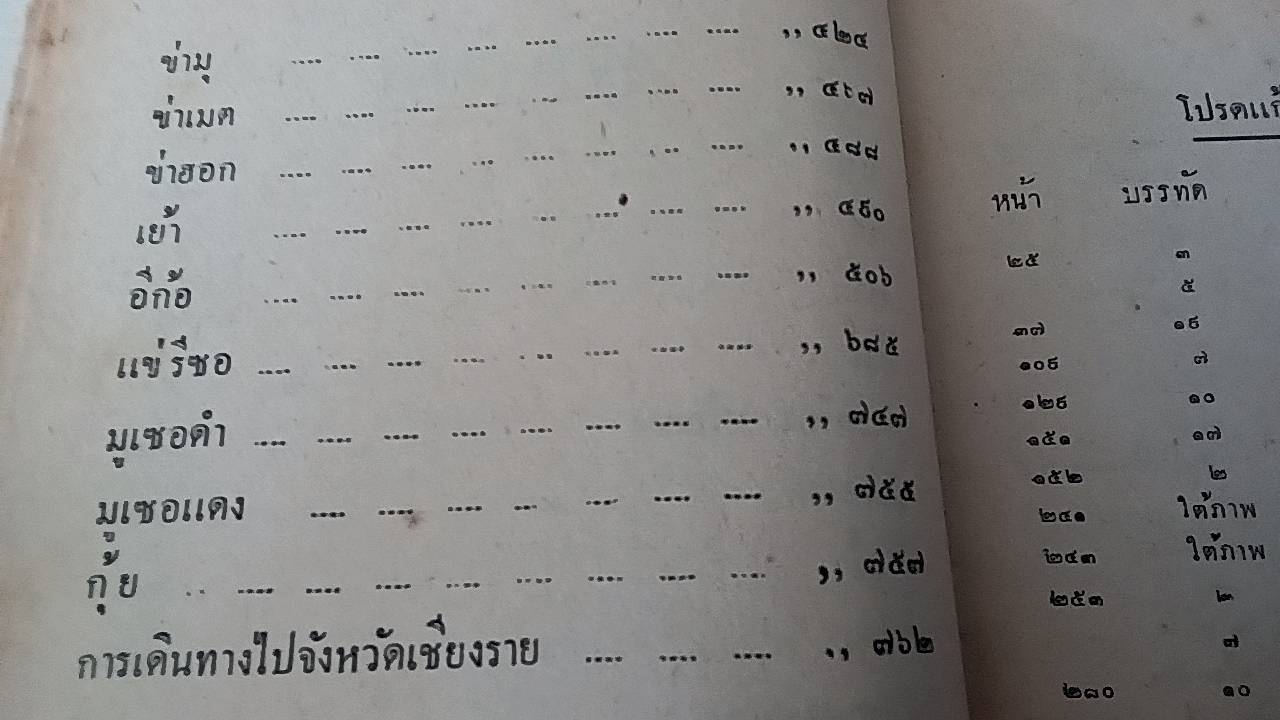 ข่ามุ .... .... .... .... .... .... .... .... ,, ๔๒๔
ข่าเมต .... .... .... .... .... .... .... .... ,, ๔๖๗
ข่าฮอก .... .... .... .... .... .... .... .... ,, ๔๘๘
เย้า .... .... .... .... .... .... .... .... ,, ๔๙๐
อีก้อ .... .... .... .... .... .... .... .... ,, ๕๐๖
แข่รีซอ .... .... .... .... .... .... .... .... ,, ๖๘๕
มูเซอดำ .... .... .... .... .... .... .... .... ,, ๗๔๗
มูเซอแดง .... .... .... .... .... .... .... ,, ๗๕๕
กุ้ย .. .... .... .... .... .... .... .... .... ,, ๗๕๗
การเดินทางไปจังหวัดเชียงราย .... .... .... ,, ๗๖๒
โปรดแก้
หน้า บรรทัด
๒๕ ๓
๕
๓๗ ๑๙
๑๐๙ ๗
๑๒๙ ๑๐
๑๕๑ ๑๗
๑๕๒ ๒
๒๔๑ ใต้ภาพ
๒๔๓ ใต้ภาพ
๒๕๓ ๒
๗
๒๘๐ ๑๐